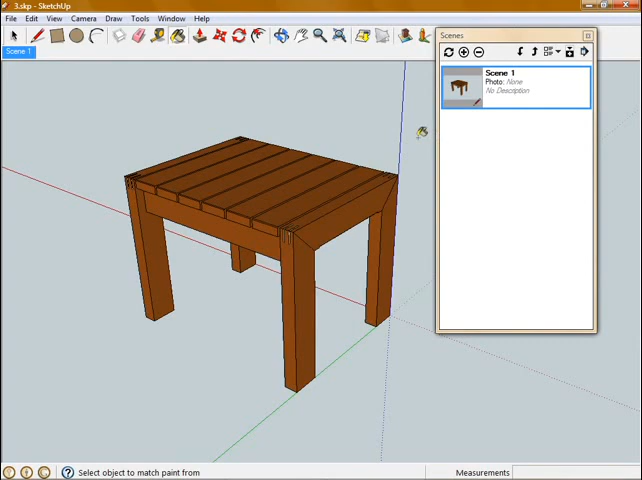 3.skp - SketchUp
File Edit View Camera Draw Tools Window Help
Scene 1
Scenes
Scene 1
Photo: None
No Description
Select object to match paint from
Measurements